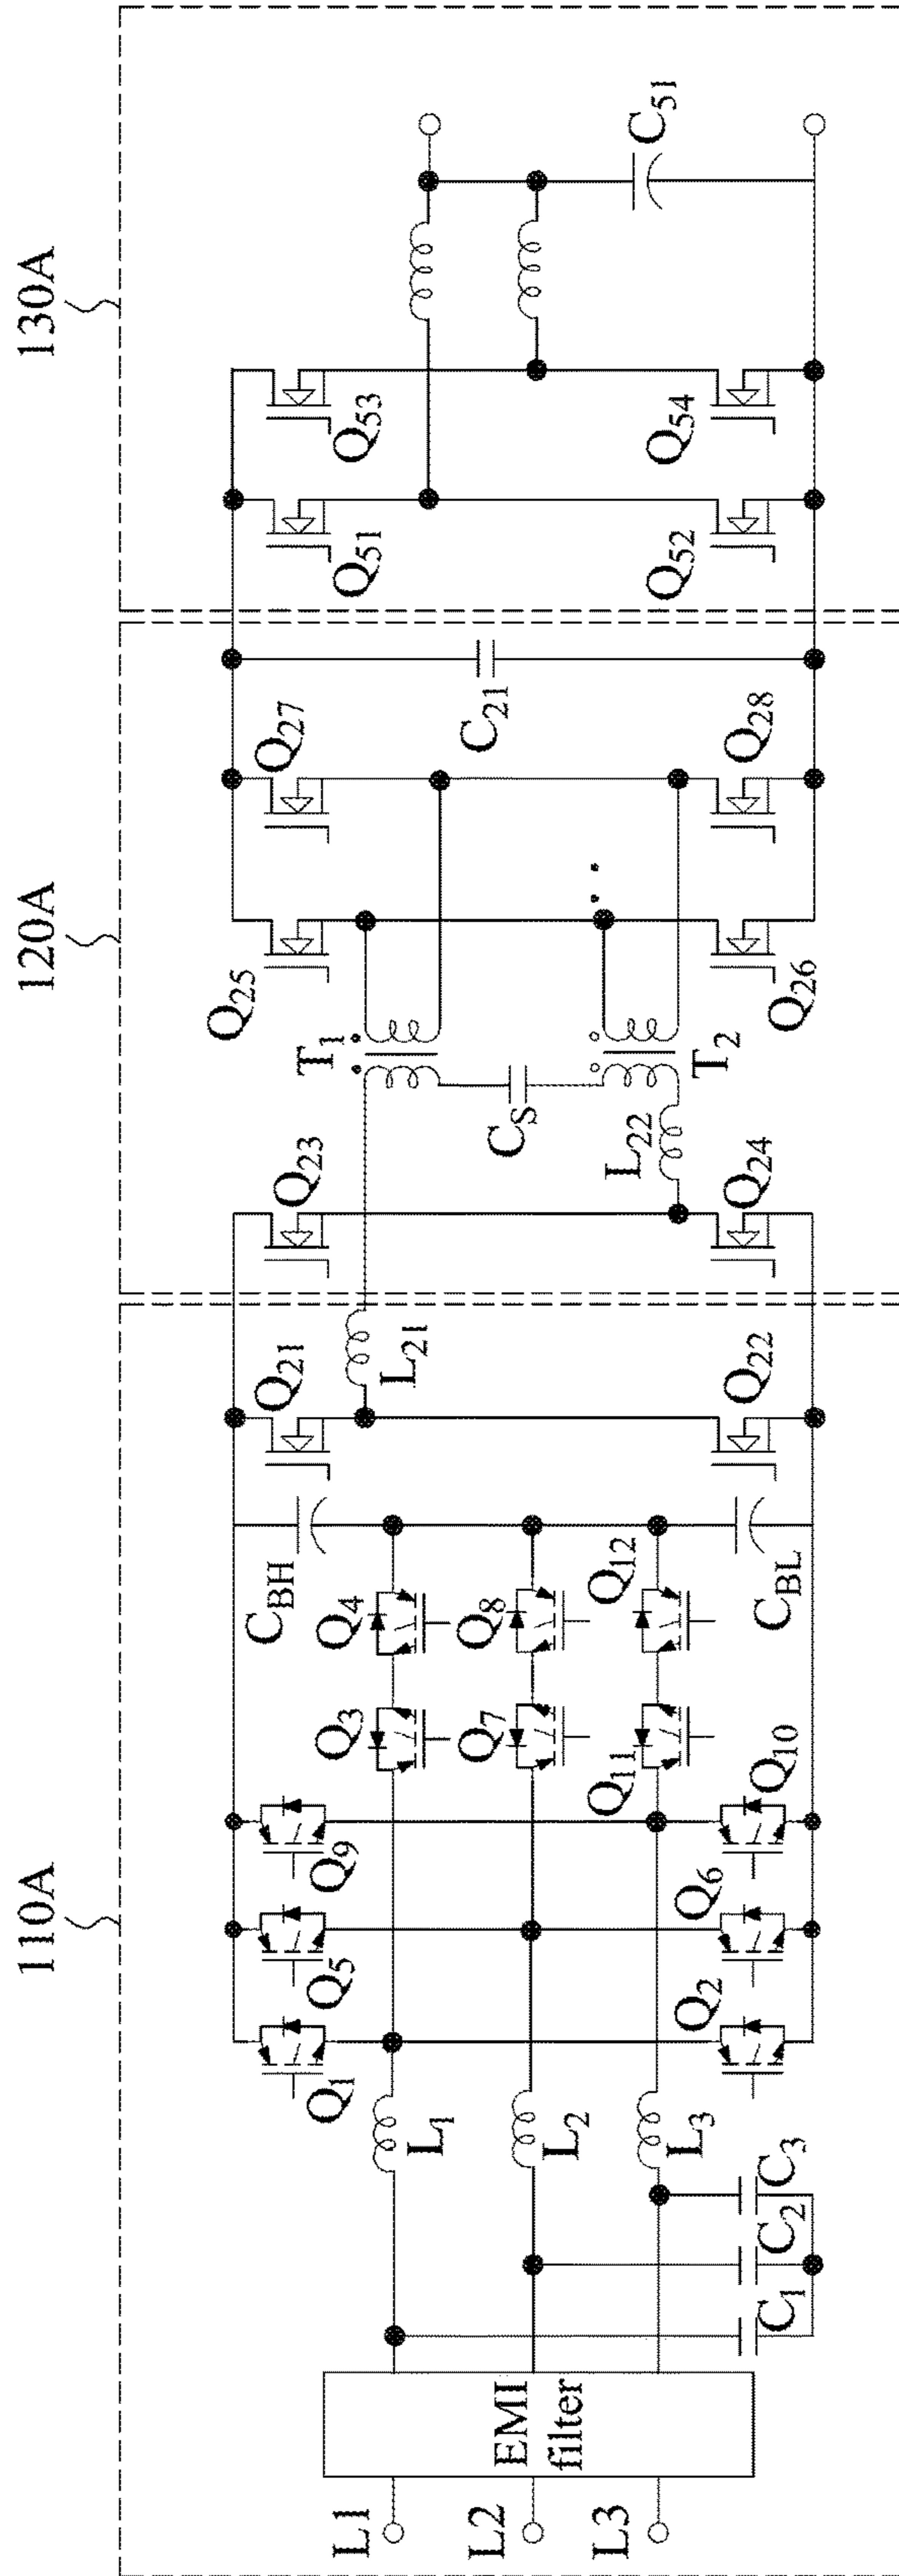 110A
120A
130A
L1
L2
L3
EMI
filter
C1
C2
C3
L1
L2
L3
Q1
Q2
Q5
Q6
Q9
Q10
Q3
Q4
Q7
Q8
Q11
Q12
CBH
CBL
Q21
Q22
L21
Q23
Q24
L22
CS
T1
T2
Q25
Q26
Q27
Q28
C21
Q51
Q52
Q53
Q54
C51